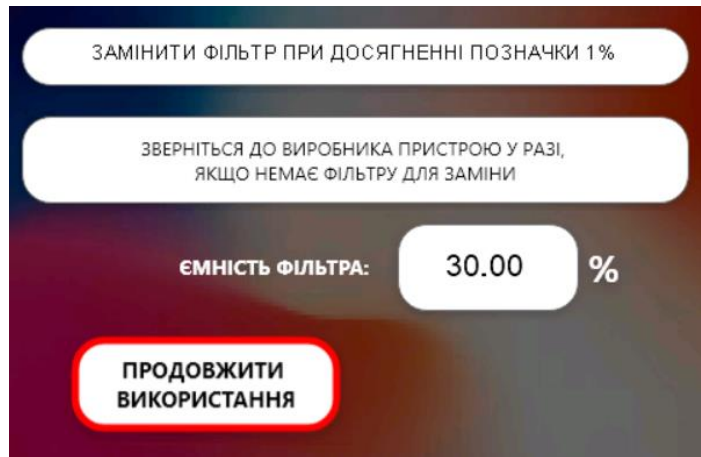 ЗАМІНИТИ ФІЛЬТР ПРИ ДОСЯГНЕННІ ПОЗНАЧКИ 1%
ЗВЕРНІТЬСЯ ДО ВИРОБНИКА ПРИСТРОЮ У РАЗІ,
ЯКЩО НЕМАЄ ФІЛЬТРУ ДЛЯ ЗАМІНИ
ЄМНІСТЬ ФІЛЬТРА: 30.00 %
ПРОДОВЖИТИ
ВИКОРИСТАННЯ